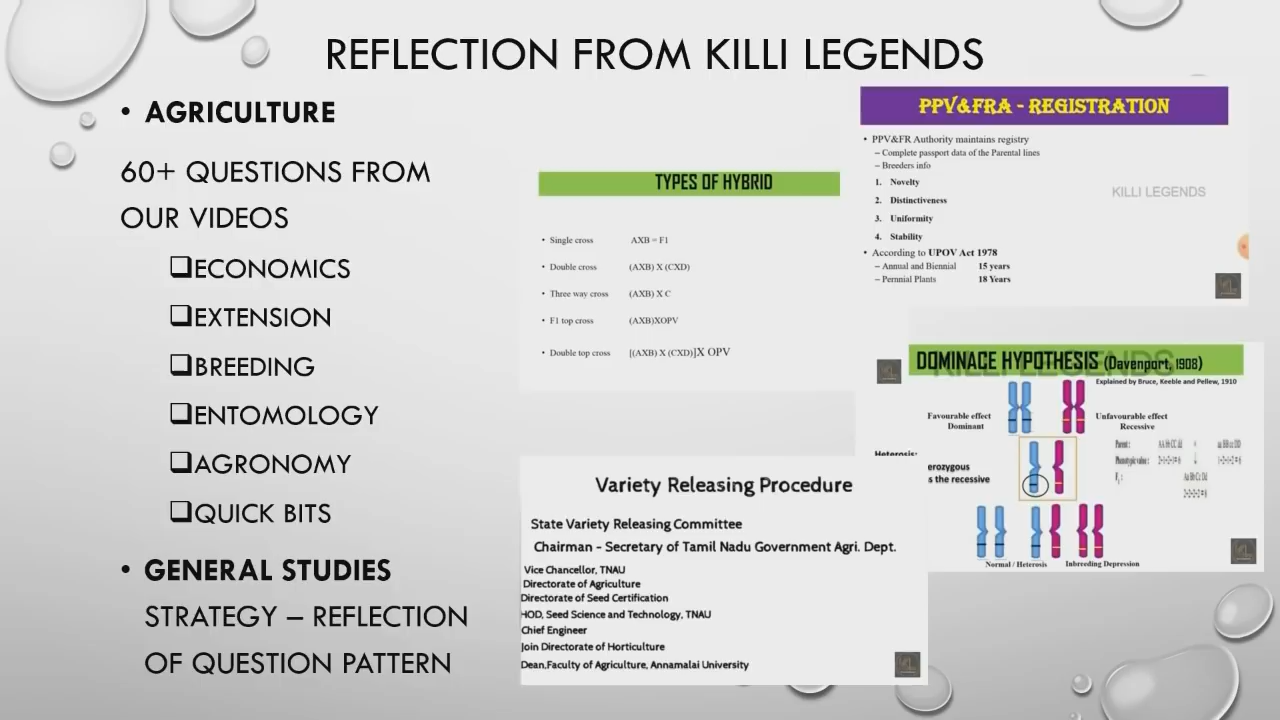 REFLECTION FROM KILLI LEGENDS
• AGRICULTURE
60+ QUESTIONS FROM
OUR VIDEOS
❑ECONOMICS
❑EXTENSION
❑BREEDING
❑ENTOMOLOGY
❑AGRONOMY
❑QUICK BITS
• GENERAL STUDIES
STRATEGY – REFLECTION
OF QUESTION PATTERN
TYPES OF HYBRID
• Single cross AXB = F1
• Double cross (AXB) X (CXD)
• Three way cross (AXB) X C
• F1 top cross (AXB)XOPV
• Double top cross [(AXB) X (CXD)]X OPV
PPV&FRA - REGISTRATION
• PPV&FR Authority maintains registry
– Complete passport data of the Parental lines
– Breeders info
1. Novelty
2. Distinctiveness
3. Uniformity
4. Stability
• According to UPOV Act 1978
– Annual and Biennial 15 years
– Pernnial Plants 18 Years
KILLI LEGENDS
DOMINACE HYPOTHESIS (Davenport, 1908)
Explained by Bruce, Keeble and Pellew, 1910
Favourable effect
Dominant
Unfavourable effect
Recessive
Parent :
Phenotypic value :
Heterosis:
erozygous
s the recessive
Normal / Heterosis
Inbreeding Depression
Variety Releasing Procedure
State Variety Releasing Committee
Chairman - Secretary of Tamil Nadu Government Agri. Dept.
Vice Chancellor, TNAU
Directorate of Agriculture
Directorate of Seed Certification
HOD, Seed Science and Technology, TNAU
Chief Engineer
Join Directorate of Horticulture
Dean,Faculty of Agriculture, Annamalai University